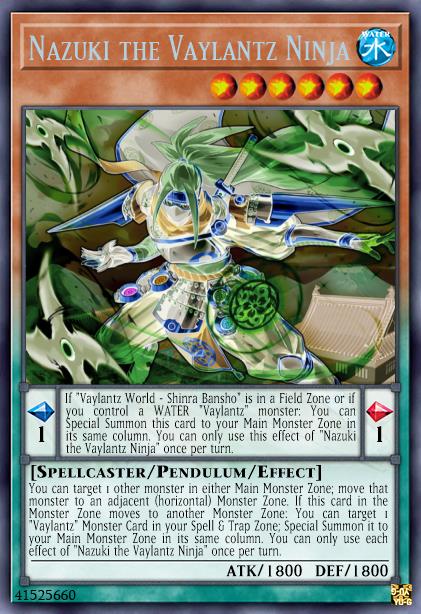 Nazuki the Vaylantz Ninja
WATER
水
If "Vaylantz World - Shinra Bansho" is in a Field Zone or if
you control a WATER "Vaylantz" monster: You can
Special Summon this card to your Main Monster Zone in
its same column. You can only use this effect of "Nazuki
the Vaylantz Ninja" once per turn.
1
1
[Spellcaster/Pendulum/Effect]
You can target 1 other monster in either Main Monster Zone; move that
monster to an adjacent (horizontal) Monster Zone. If this card in the
Monster Zone moves to another Monster Zone: You can target 1
"Vaylantz" Monster Card in your Spell & Trap Zone; Special Summon it to
your Main Monster Zone in its same column. You can only use each
effect of "Nazuki the Vaylantz Ninja" once per turn.
ATK/1800 DEF/1800
41525660